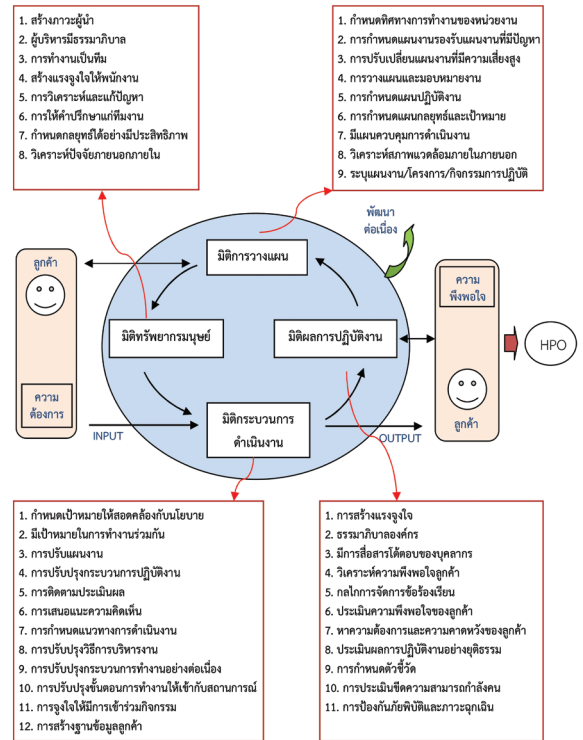 1. สร้างภาวะผู้นำ
2. ผู้บริหารมีธรรมาภิบาล
3. การทำงานเป็นทีม
4. สร้างแรงจูงใจให้พนักงาน
5. การวิเคราะห์และแก้ปัญหา
6. การให้คำปรึกษาแก่ทีมงาน
7. กำหนดกลยุทธ์ได้อย่างมีประสิทธิภาพ
8. วิเคราะห์ปัจจัยภายนอกภายใน
1. กำหนดทิศทางการทำงานของหน่วยงาน
2. การกำหนดแผนงานรองรับแผนงานที่มีปัญหา
3. การปรับเปลี่ยนแผนงานที่มีความเสี่ยงสูง
4. การวางแผนและมอบหมายงาน
5. การกำหนดแผนปฏิบัติงาน
6. การกำหนดแผนกลยุทธ์และเป้าหมาย
7. มีแผนควบคุมการดำเนินงาน
8. วิเคราะห์สภาพแวดล้อมภายในภายนอก
9. ระบุแผนงาน/โครงการ/กิจกรรมการปฏิบัติ
พัฒนา
ต่อเนื่อง
ลูกค้า
มิติการวางแผน
ความ
พึงพอใจ
มิติทรัพยากรมนุษย์
มิติผลการปฏิบัติงาน
HPO
ความ
ต้องการ
มิติกระบวนการ
ดำเนินงาน
ลูกค้า
INPUT
OUTPUT
1. กำหนดเป้าหมายให้สอดคล้องกับนโยบาย
2. มีเป้าหมายในการทำงานร่วมกัน
3. การปรับแผนงาน
4. การปรับปรุงกระบวนการปฏิบัติงาน
5. การติดตามประเมินผล
6. การเสนอแนะความคิดเห็น
7. การกำหนดแนวทางการดำเนินงาน
8. การปรับปรุงวิธีการบริหารงาน
9. การปรับปรุงกระบวนการทำงานอย่างต่อเนื่อง
10. การปรับปรุงขั้นตอนการทำงานให้เข้ากับสถานการณ์
11. การจูงใจให้มีการเข้าร่วมกิจกรรม
12. การสร้างฐานข้อมูลลูกค้า
1. การสร้างแรงจูงใจ
2. ธรรมาภิบาลองค์กร
3. มีการสื่อสารโต้ตอบของบุคลากร
4. วิเคราะห์ความพึงพอใจลูกค้า
5. กลไกการจัดการข้อร้องเรียน
6. ประเมินความพึงพอใจของลูกค้า
7. หาความต้องการและความคาดหวังของลูกค้า
8. ประเมินผลการปฏิบัติงานอย่างยุติธรรม
9. การกำหนดตัวชี้วัด
10. การประเมินขีดความสามารถกำลังคน
11. การป้องกันภัยพิบัติและภาวะฉุกเฉิน